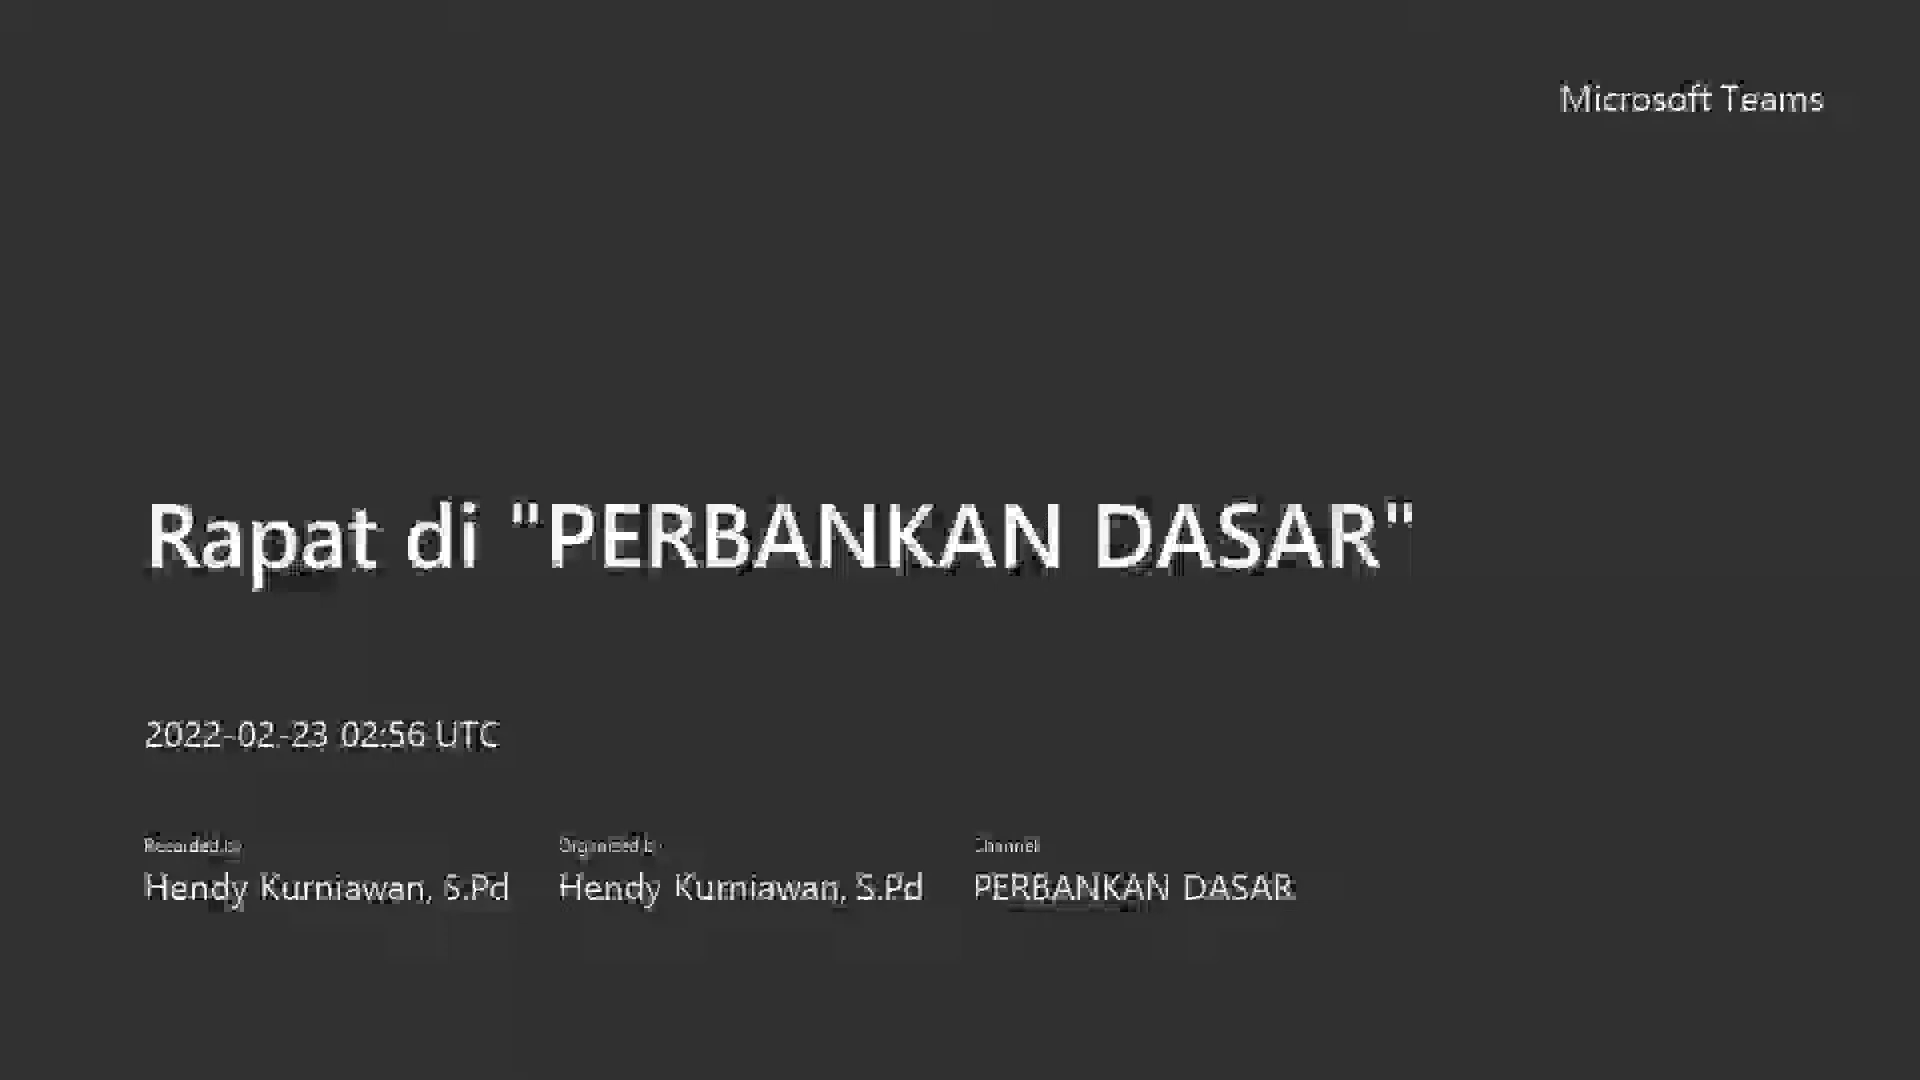 Microsoft Teams
Rapat di "PERBANKAN DASAR"
2022-02-23 02:56 UTC
Recorded by Organized by Channel
Hendy Kurniawan, S.Pd Hendy Kurniawan, S.Pd PERBANKAN DASAR